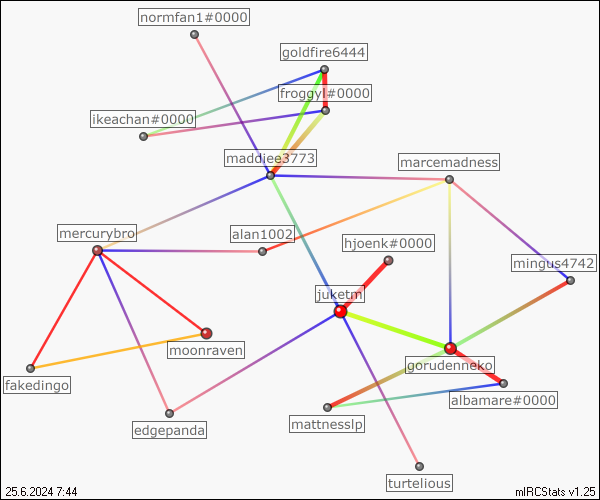 normfan1#0000
goldfire6444
froggyl#0000
ikeachan#0000
maddiee3773
marcemadness
mercurybro
alan1002
hjoenk#0000
mingus4742
juketm
moonraven
gorudenneko
fakedingo
albamare#0000
mattnesslp
edgepanda
turtelious
25.6.2024 7:44
mIRCStats v1.25